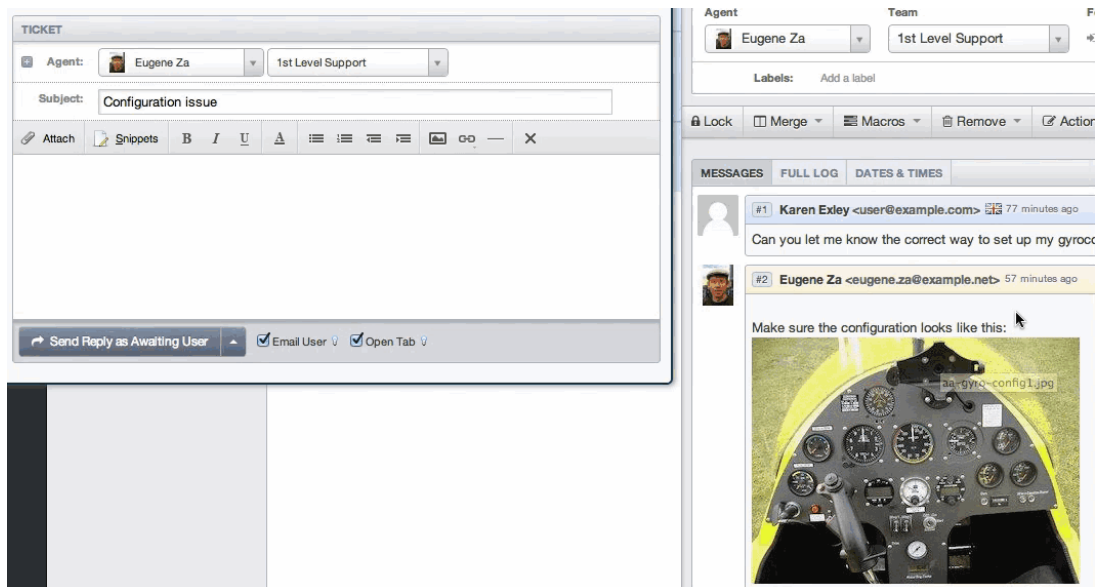 TICKET
Agent: Eugene Za 1st Level Support
Subject: Configuration issue
Attach Snippets B I U A
Send Reply as Awaiting User Email User Open Tab
Agent Team
Eugene Za 1st Level Support
Labels: Add a label
Lock Merge Macros Remove Action
MESSAGES FULL LOG DATES & TIMES
#1 Karen Exley <user@example.com> 77 minutes ago
Can you let me know the correct way to set up my gyroc
#2 Eugene Za <eugene.za@example.net> 57 minutes ago
Make sure the configuration looks like this:
aa-gyro-config1.jpg